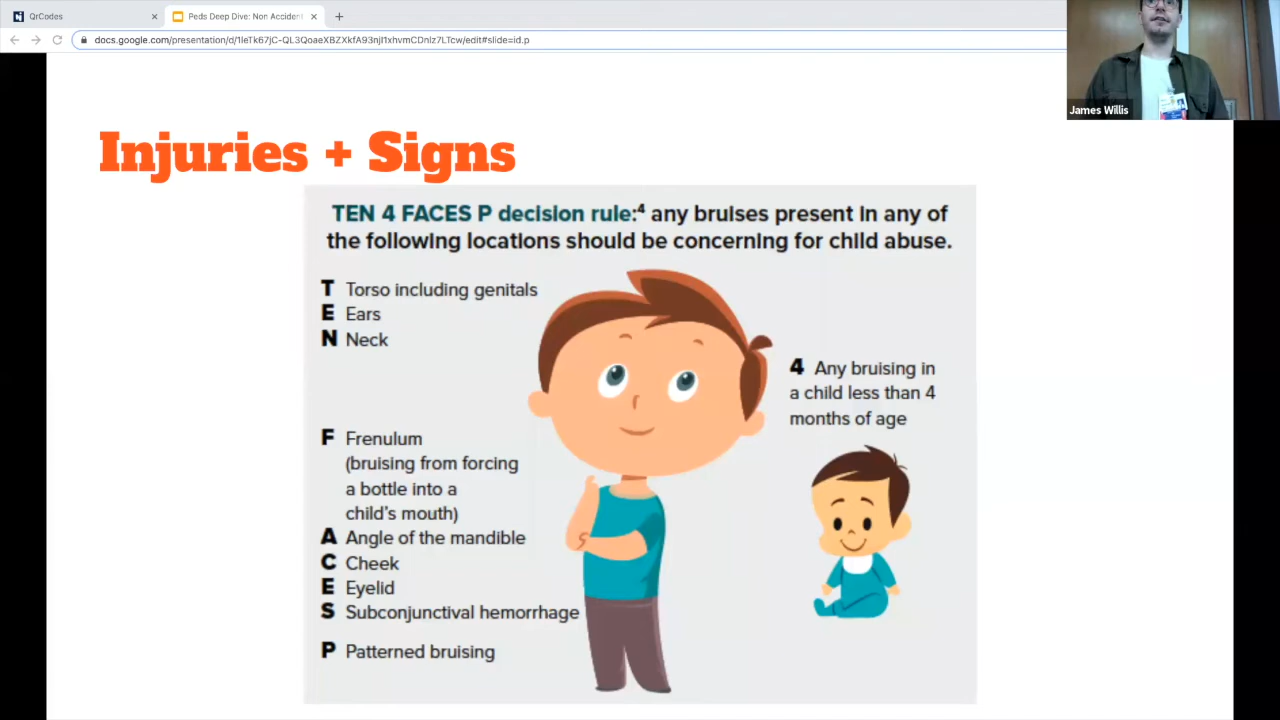 QrCodes
Peds Deep Dive: Non Accident
docs.google.com/presentation/d/1IeTk67jC-QL3QoaeXBZXkfA93njI1xhvmCDnlz7LTcw/edit#slide=id.p
James Willis
Injuries + Signs
TEN 4 FACES P decision rule:⁴ any bruises present in any of
the following locations should be concerning for child abuse.
T Torso including genitals
E Ears
N Neck
4 Any bruising in
a child less than 4
months of age
F Frenulum
(bruising from forcing
a bottle into a
child's mouth)
A Angle of the mandible
C Cheek
E Eyelid
S Subconjunctival hemorrhage
P Patterned bruising